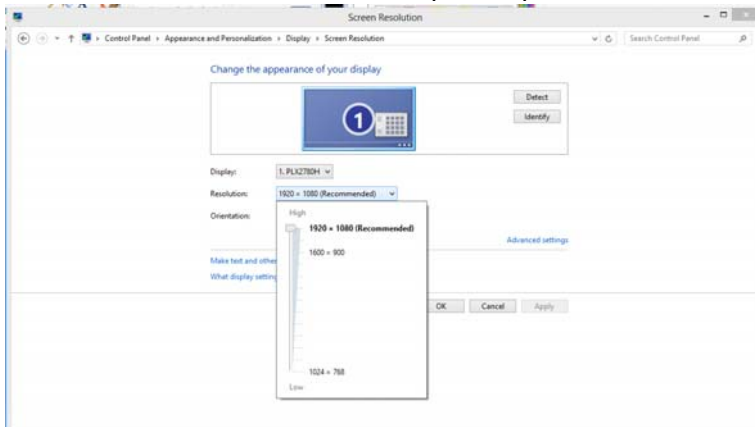 Screen Resolution
Control Panel ▸ Appearance and Personalization ▸ Display ▸ Screen Resolution
Search Control Panel
Change the appearance of your display
1
Detect
Identify
Display: 1. PLX2780H
Resolution: 1920 × 1080 (Recommended)
Orientation:
High
1920 × 1080 (Recommended)
1600 × 900
Advanced settings
Make text and other
What display setting
OK Cancel Apply
1024 × 768
Low